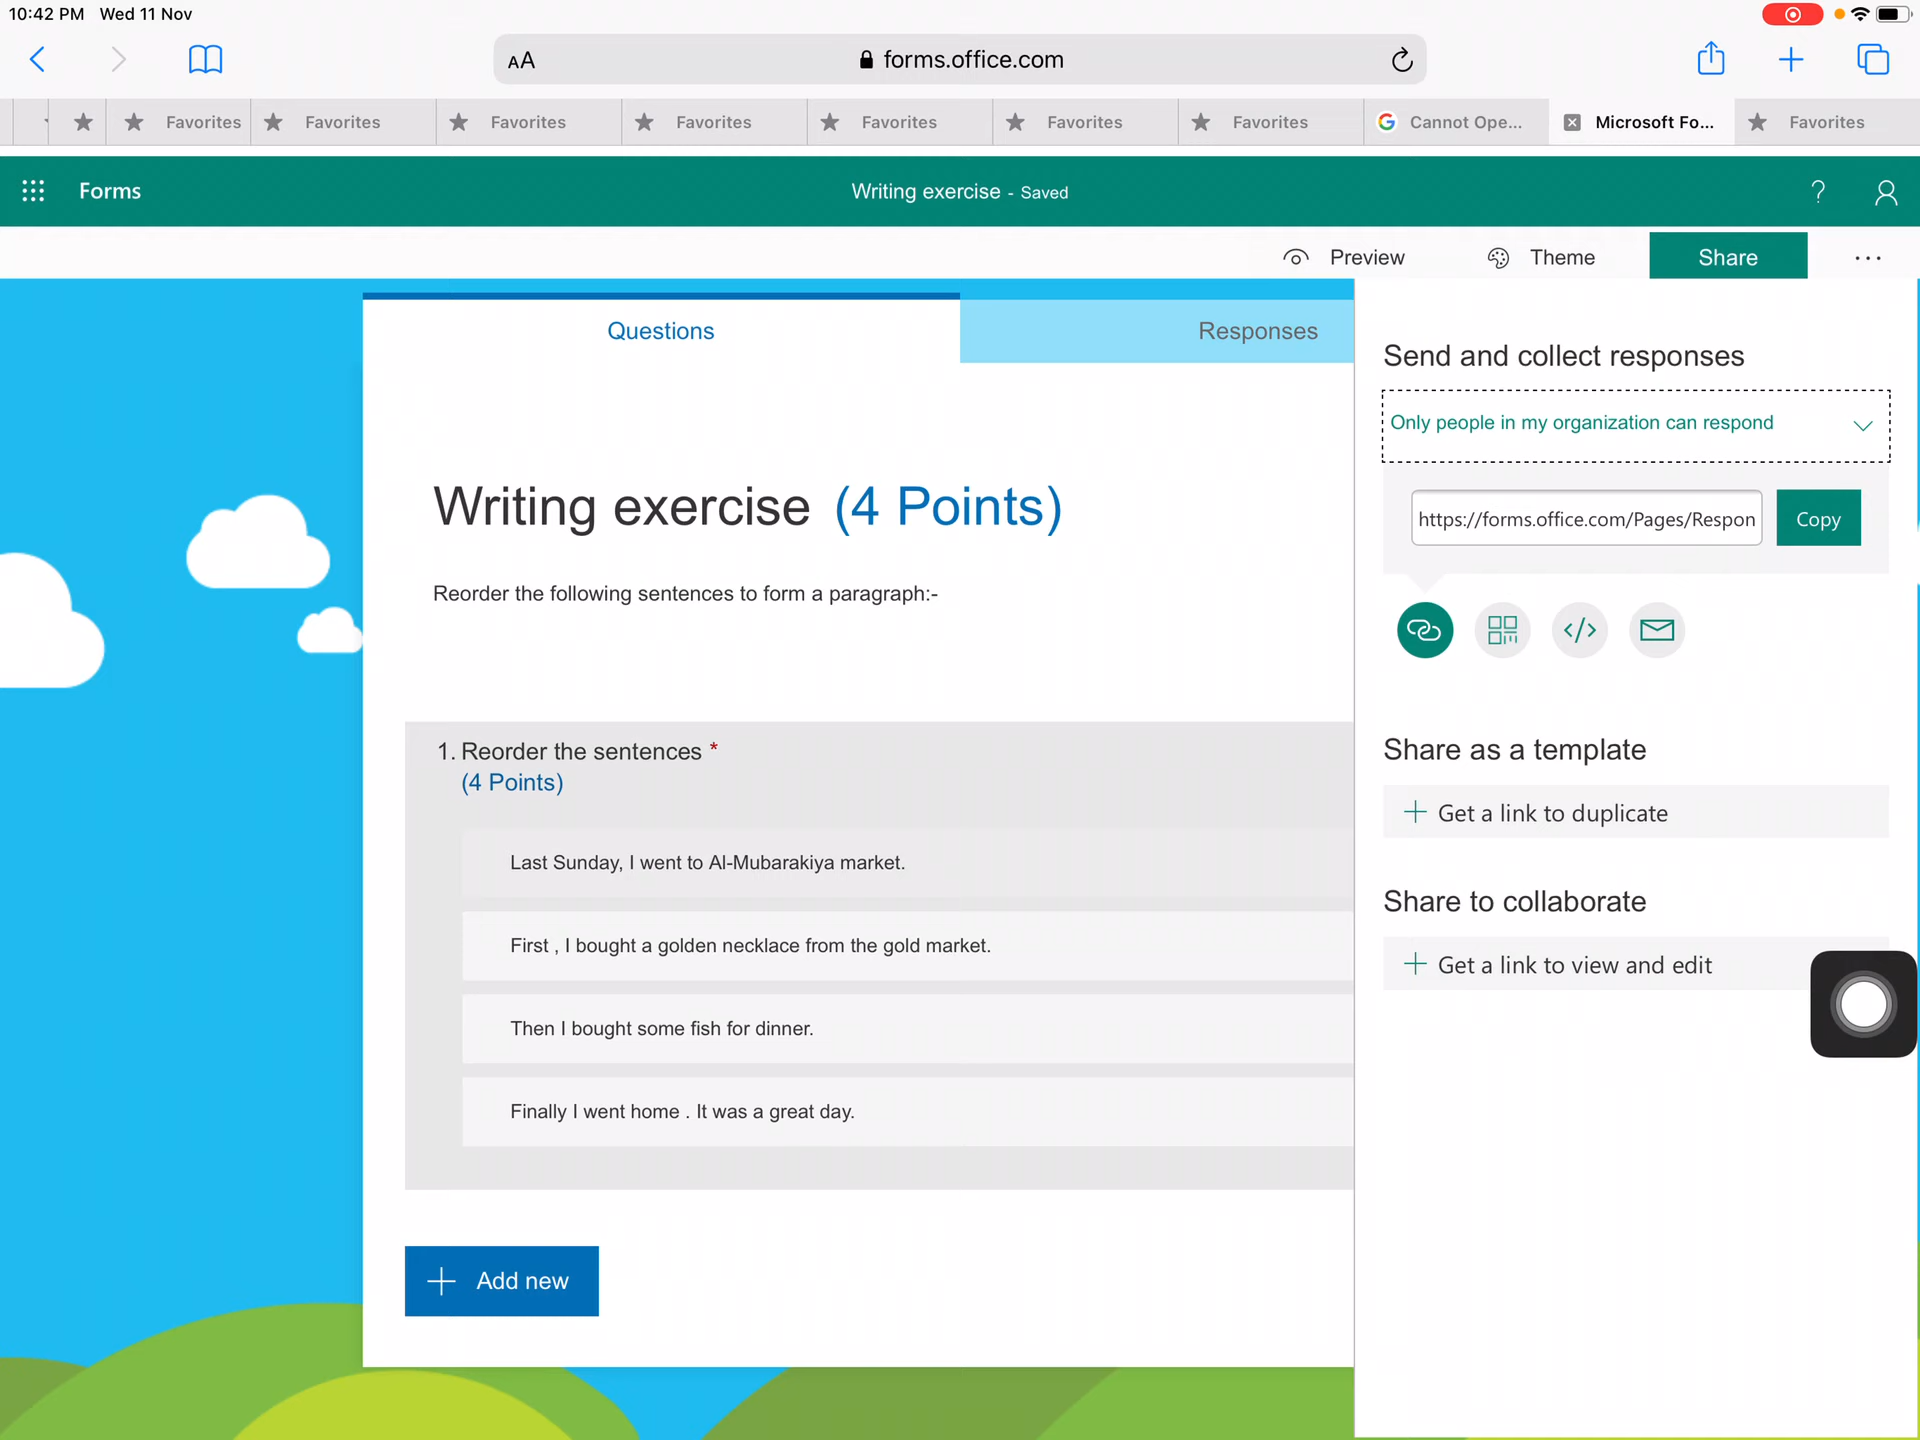 10:42 PM Wed 11 Nov
AA forms.office.com
Favorites Favorites Favorites Favorites Favorites Favorites Favorites Cannot Ope... Microsoft Fo... Favorites
Forms Writing exercise - Saved ?
Preview Theme Share ...
Questions Responses
Writing exercise (4 Points)
Reorder the following sentences to form a paragraph:-
1. Reorder the sentences *
(4 Points)
Last Sunday, I went to Al-Mubarakiya market.
First , I bought a golden necklace from the gold market.
Then I bought some fish for dinner.
Finally I went home . It was a great day.
+ Add new
Send and collect responses
Only people in my organization can respond
https://forms.office.com/Pages/Respon Copy
Share as a template
+ Get a link to duplicate
Share to collaborate
+ Get a link to view and edit